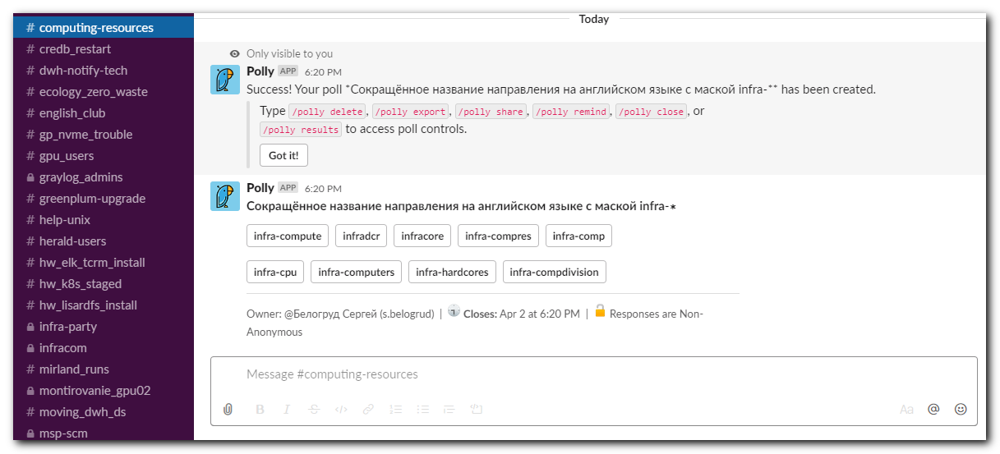 # computing-resources
# credb_restart
# dwh-notify-tech
# ecology_zero_waste
# english_club
# gp_nvme_trouble
# gpu_users
graylog_admins
# greenplum-upgrade
# help-unix
# herald-users
# hw_elk_tcrm_install
# hw_k8s_staged
# hw_lisardfs_install
infra-party
infracom
# mirland_runs
montirovanie_gpu02
# moving_dwh_ds
msp-scm
Today
Only visible to you
Polly APP 6:20 PM
Success! Your poll *Сокращённое название направления на английском языке с маской infra-** has been created.
Type /polly delete, /polly export, /polly share, /polly remind, /polly close, or
/polly results to access poll controls.
Got it!
Polly APP 6:20 PM
Сокращённое название направления на английском языке с маской infra-*
infra-compute infradcr infracore infra-compres infra-comp
infra-cpu infra-computers infra-hardcores infra-compdivision
Owner: @Белогруд Сергей (s.belogrud) | Closes: Apr 2 at 6:20 PM | Responses are Non-
Anonymous
Message #computing-resources
B I S </> Aa @